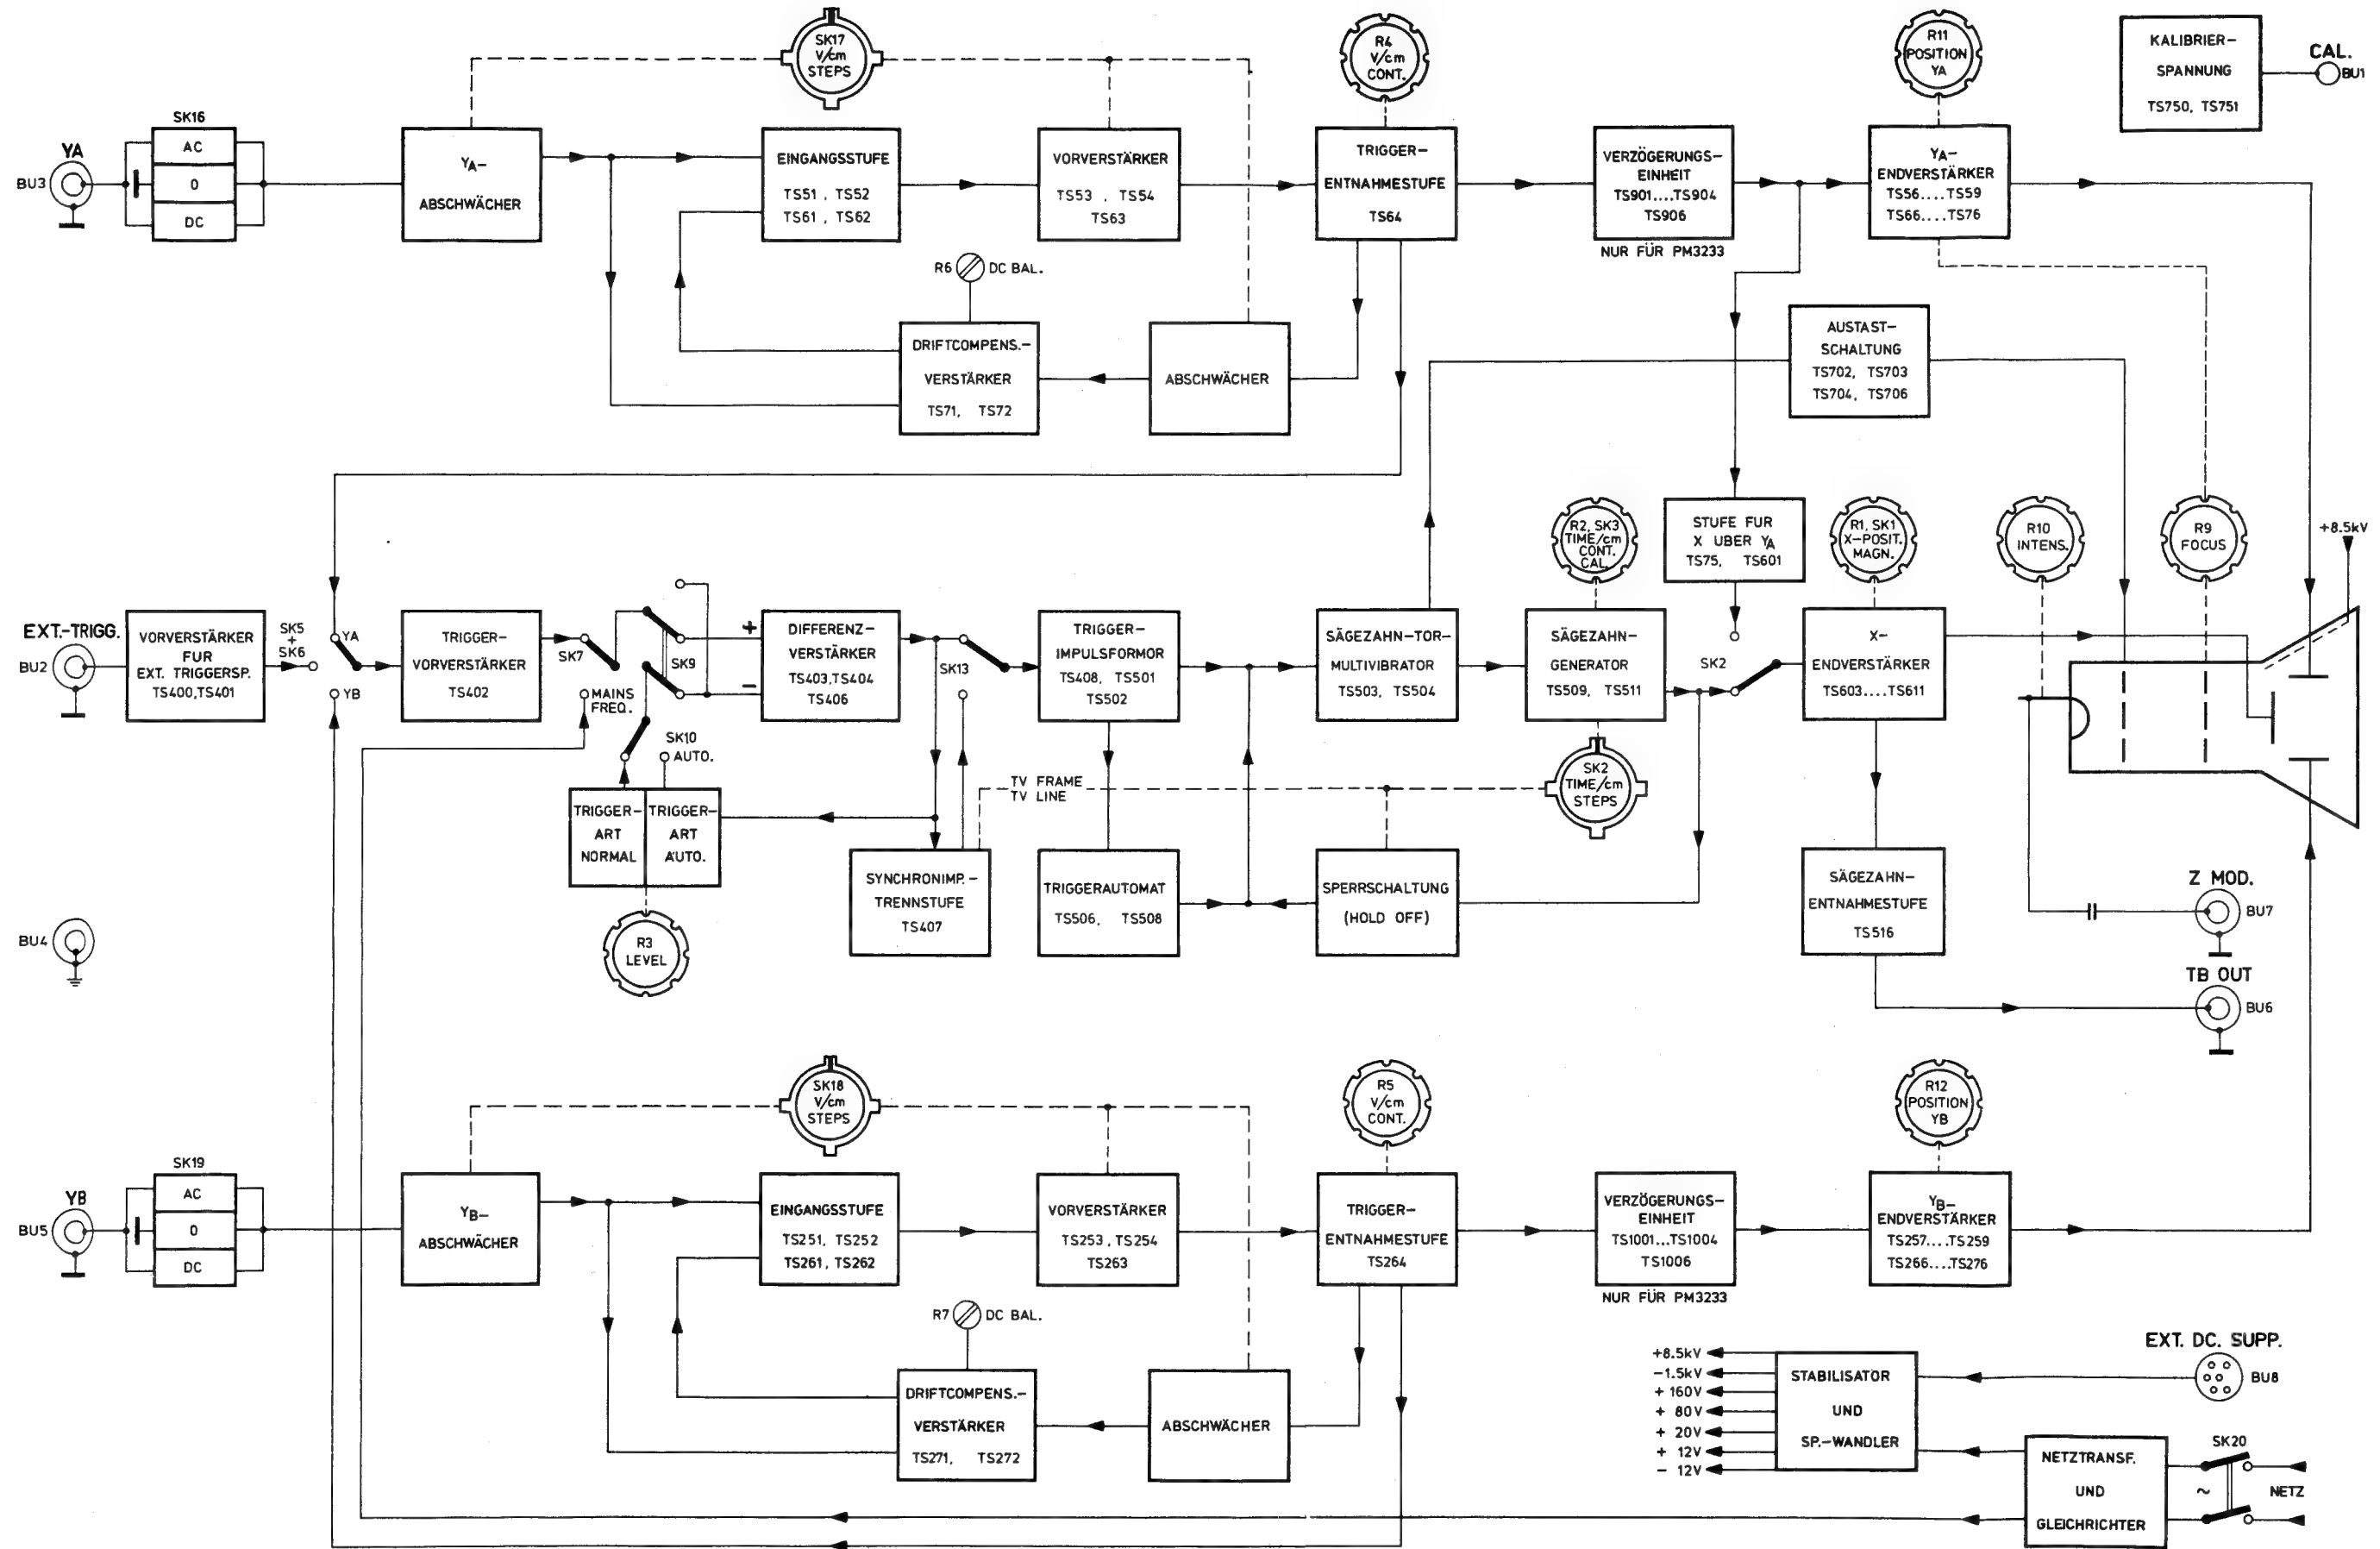 SK17
V/cm
STEPS
R4
V/cm
CONT.
R11
POSITION
YA
KALIBRIER-
SPANNUNG
TS750, TS751
CAL.
BU1
YA
BU3
SK16
AC
0
DC
YA-
ABSCHWÄCHER
EINGANGSSTUFE
TS51, TS52
TS61, TS62
VORVERSTÄRKER
TS53, TS54
TS63
TRIGGER-
ENTNAHMESTUFE
TS64
VERZÖGERUNGS-
EINHEIT
TS901....TS904
TS906
NUR FÜR PM3233
YA-
ENDVERSTÄRKER
TS56....TS59
TS66....TS76
R6
DC BAL.
DRIFTCOMPENS.-
VERSTÄRKER
TS71, TS72
ABSCHWÄCHER
AUSTAST-
SCHALTUNG
TS702, TS703
TS704, TS706
R2, SK3
TIME/cm
CONT.
CAL.
STUFE FUR
X UBER YA
TS75, TS601
R1, SK1
X-POSIT.
MAGN.
R10
INTENS.
R9
FOCUS
+8.5kV
EXT.-TRIGG.
BU2
VORVERSTÄRKER
FUR
EXT. TRIGGERSP.
TS400,TS401
SK5
+
SK6
YA
YB
TRIGGER-
VORVERSTÄRKER
TS402
SK7
MAINS
FREQ.
SK9
+
-
DIFFERENZ-
VERSTÄRKER
TS403,TS404
TS406
SK13
TRIGGER-
IMPULSFORMOR
TS408, TS501
TS502
SÄGEZAHN-TOR-
MULTIVIBRATOR
TS503, TS504
SÄGEZAHN-
GENERATOR
TS509, TS511
SK2
X-
ENDVERSTÄRKER
TS603....TS611
SK10
AUTO.
TRIGGER-
ART
NORMAL
TRIGGER-
ART
AUTO.
R3
LEVEL
TV FRAME
TV LINE
SK2
TIME/cm
STEPS
SYNCHRONIMP.-
TRENNSTUFE
TS407
TRIGGERAUTOMAT
TS506, TS508
SPERRSCHALTUNG
(HOLD OFF)
SÄGEZAHN-
ENTNAHMESTUFE
TS516
Z MOD.
BU7
TB OUT
BU6
BU4
SK18
V/cm
STEPS
R5
V/cm
CONT.
R12
POSITION
YB
YB
BU5
SK19
AC
0
DC
YB-
ABSCHWÄCHER
EINGANGSSTUFE
TS251, TS252
TS261, TS262
VORVERSTÄRKER
TS253, TS254
TS263
TRIGGER-
ENTNAHMESTUFE
TS264
VERZÖGERUNGS-
EINHEIT
TS1001...TS1004
TS1006
NUR FÜR PM3233
YB-
ENDVERSTÄRKER
TS257....TS259
TS266....TS276
R7
DC BAL.
DRIFTCOMPENS.-
VERSTÄRKER
TS271, TS272
ABSCHWÄCHER
+8.5kV
-1.5kV
+ 160V
+ 80V
+ 20V
+ 12V
- 12V
STABILISATOR
UND
SP.-WANDLER
EXT. DC. SUPP.
BU8
NETZTRANSF.
UND
GLEICHRICHTER
SK20
~
NETZ